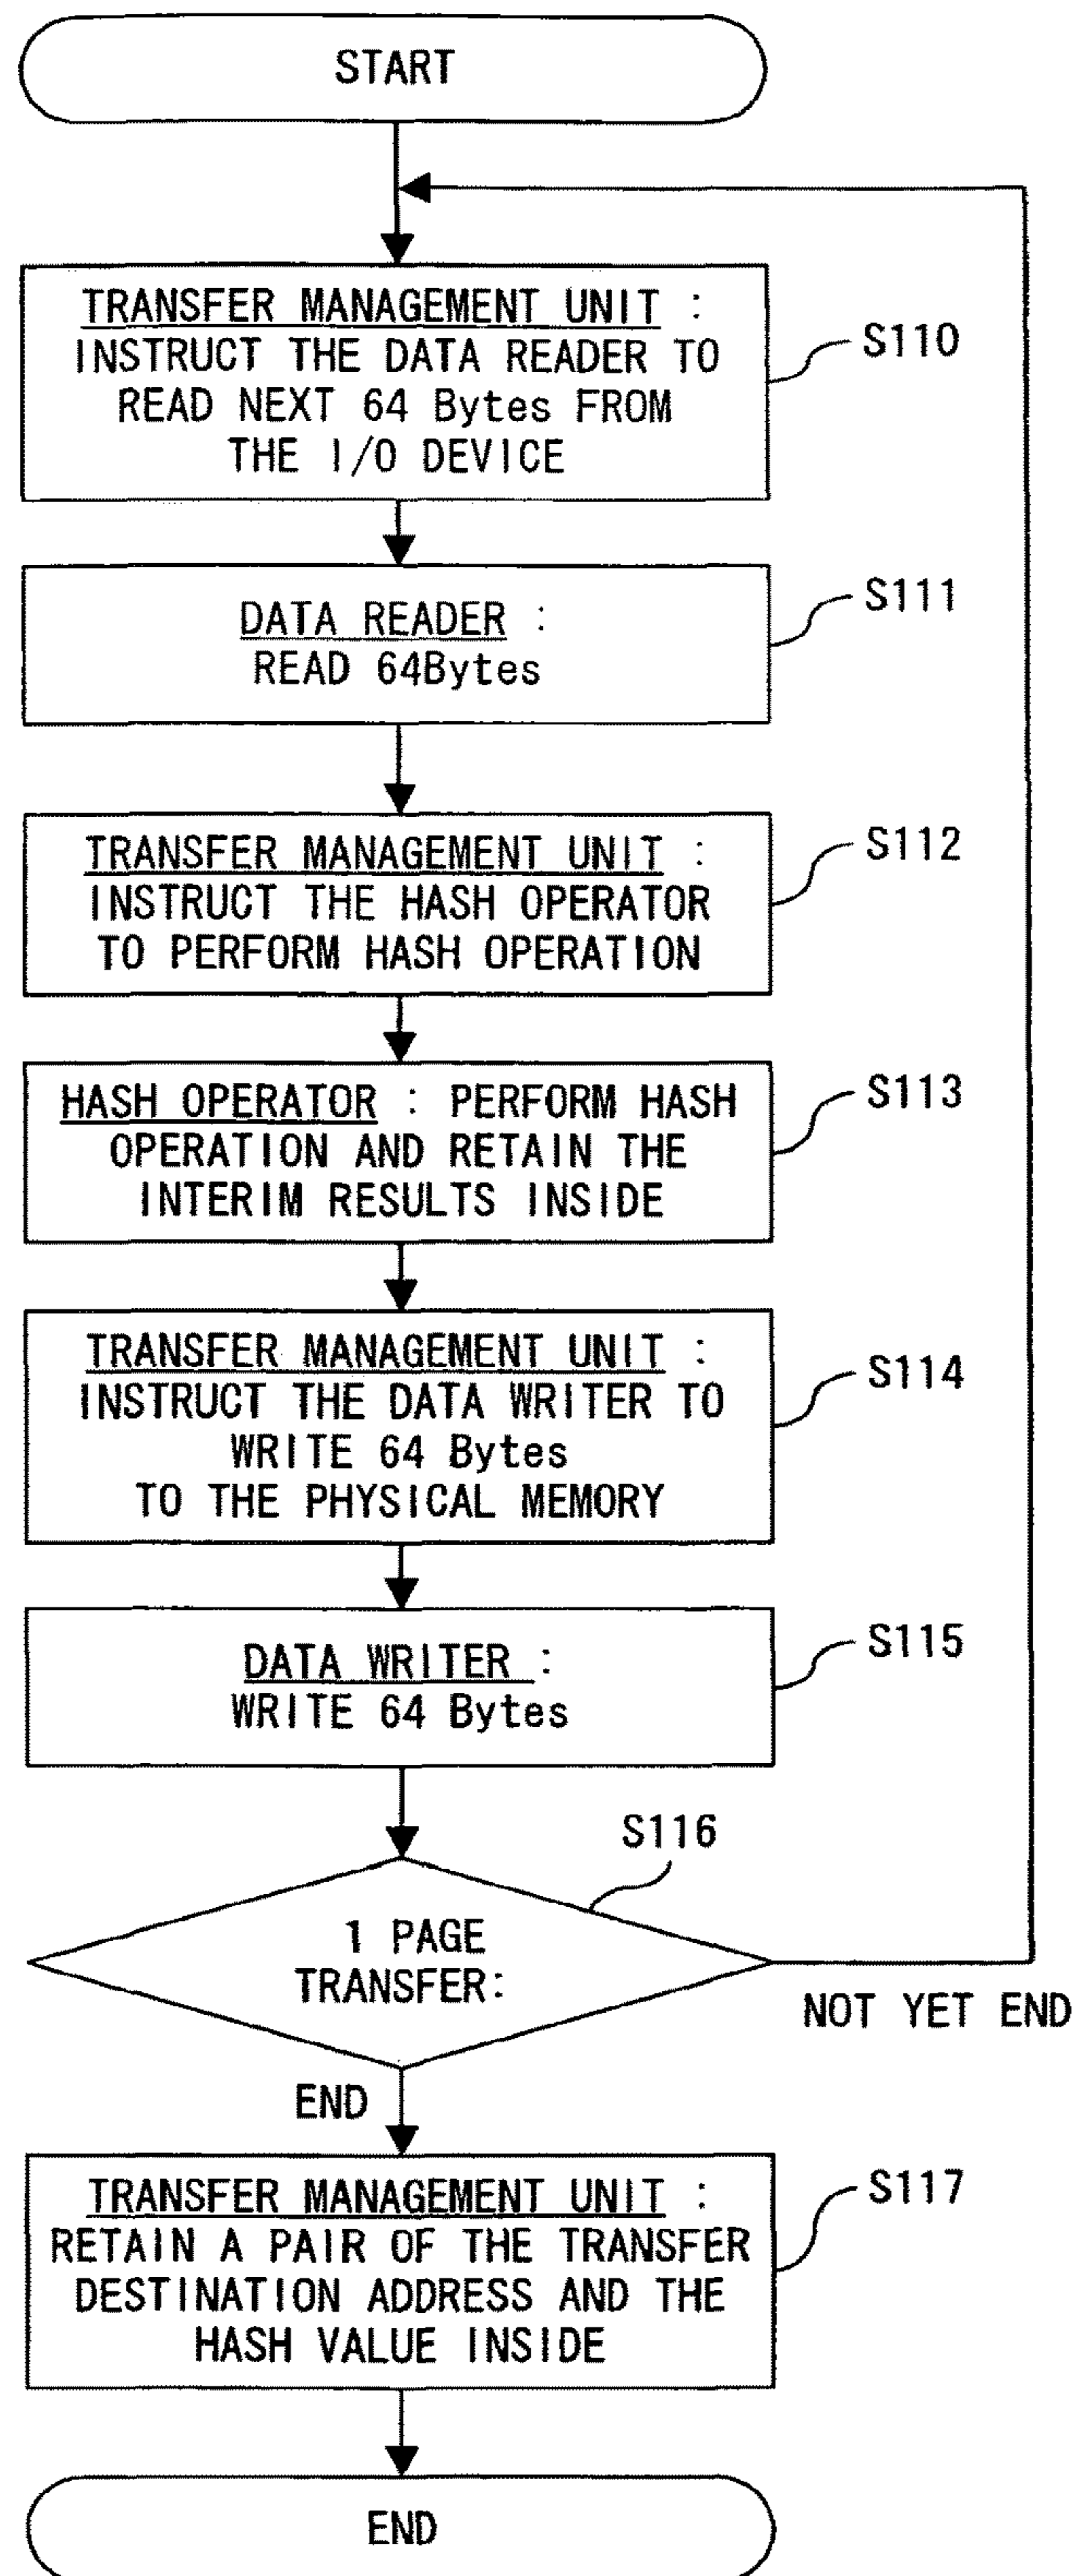 START
TRANSFER MANAGEMENT UNIT :
INSTRUCT THE DATA READER TO
READ NEXT 64 Bytes FROM
THE I/O DEVICE
S110
DATA READER :
READ 64Bytes
S111
TRANSFER MANAGEMENT UNIT :
INSTRUCT THE HASH OPERATOR
TO PERFORM HASH OPERATION
S112
HASH OPERATOR : PERFORM HASH
OPERATION AND RETAIN THE
INTERIM RESULTS INSIDE
S113
TRANSFER MANAGEMENT UNIT :
INSTRUCT THE DATA WRITER TO
WRITE 64 Bytes
TO THE PHYSICAL MEMORY
S114
DATA WRITER :
WRITE 64 Bytes
S115
S116
1 PAGE
TRANSFER:
NOT YET END
END
TRANSFER MANAGEMENT UNIT :
RETAIN A PAIR OF THE TRANSFER
DESTINATION ADDRESS AND THE
HASH VALUE INSIDE
S117
END